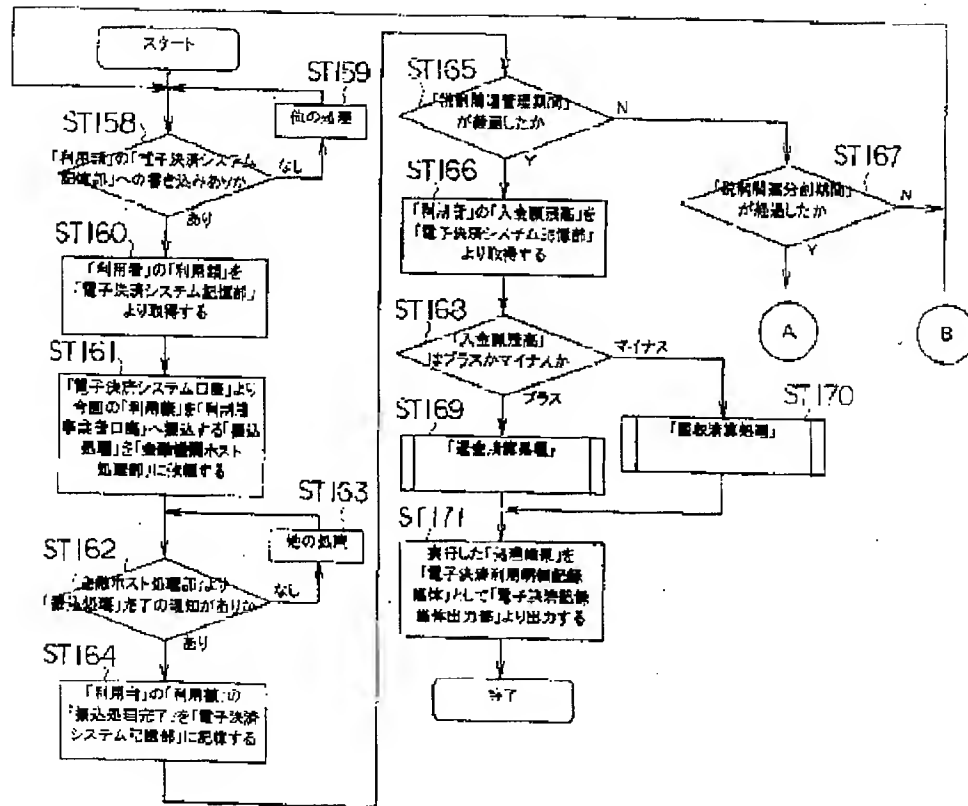 スタート
ST159
他の処理
ST158
「利用者」の「電子決済システム
記憶部」への書き込みありか
なし
あり
ST160
「利用者」の「利用額」を
「電子決済システム記憶部」
より取得する
ST161
「電子決済システム口座」より
今回の「利用額」を
口座」へ振込する「振込
処理」を「金融機関ホスト
処理部」に依頼する
ST163
他の処理
ST162
ホスト処理部」より
「振込処理」完了の通知がありか
なし
あり
ST164
「利用者」の「利用額」の
「振込処理完了」を「電子決済
システム記憶部」に記憶する
ST165
管理期間」
が経過したか
N
Y
ST166
「利用者」の「入金額残高」を
「電子決済システム記憶部」
より取得する
ST167
分割期間」
が経過したか
N
Y
A
B
ST168
「入金額残高」
はプラスかマイナスか
マイナス
プラス
ST169
「返金清算処理」
ST170
「回収清算処理」
ST171
実行した「処理結果」を
「電子決済利用明細記録
媒体」として「電子決済記録
媒体出力部」より出力する
終了